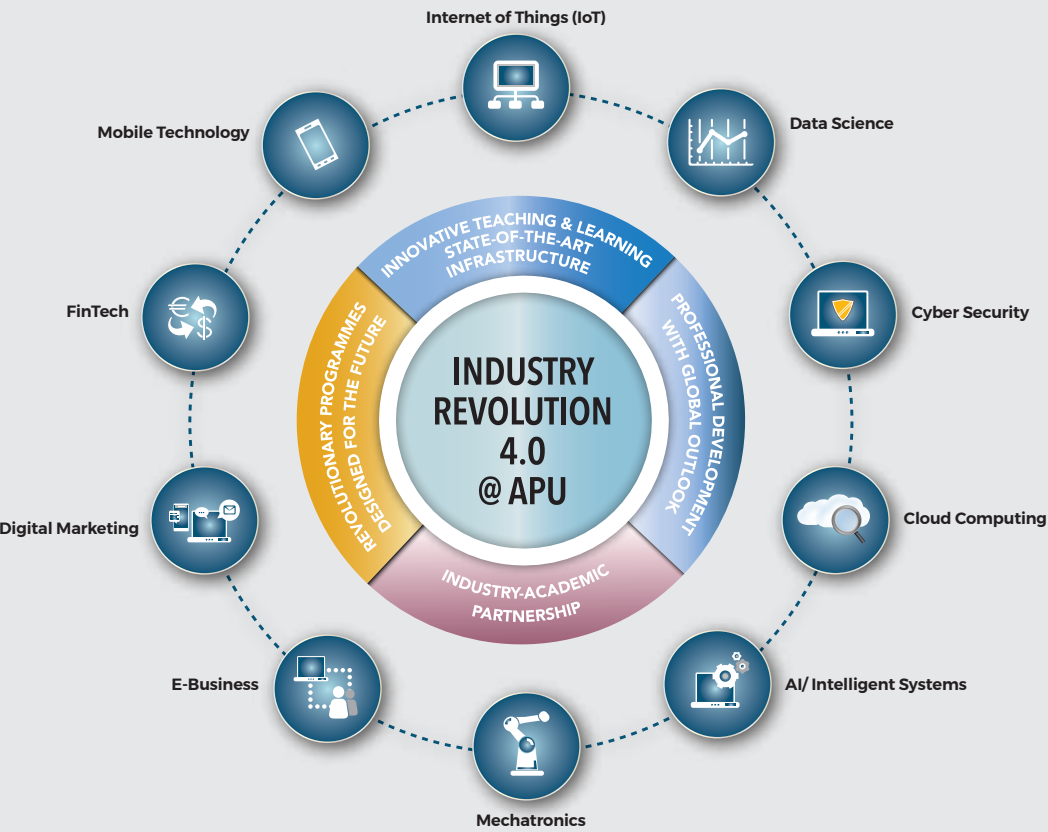 Internet of Things (IoT)
Data Science
Cyber Security
Cloud Computing
AI/ Intelligent Systems
Mechatronics
E-Business
Digital Marketing
FinTech
Mobile Technology
INNOVATIVE TEACHING & LEARNING
STATE-OF-THE-ART
INFRASTRUCTURE
PROFESSIONAL DEVELOPMENT
WITH GLOBAL OUTLOOK
INDUSTRY-ACADEMIC
PARTNERSHIP
REVOLUTIONARY PROGRAMMES
DESIGNED FOR THE FUTURE
INDUSTRY
REVOLUTION
4.0
@ APU